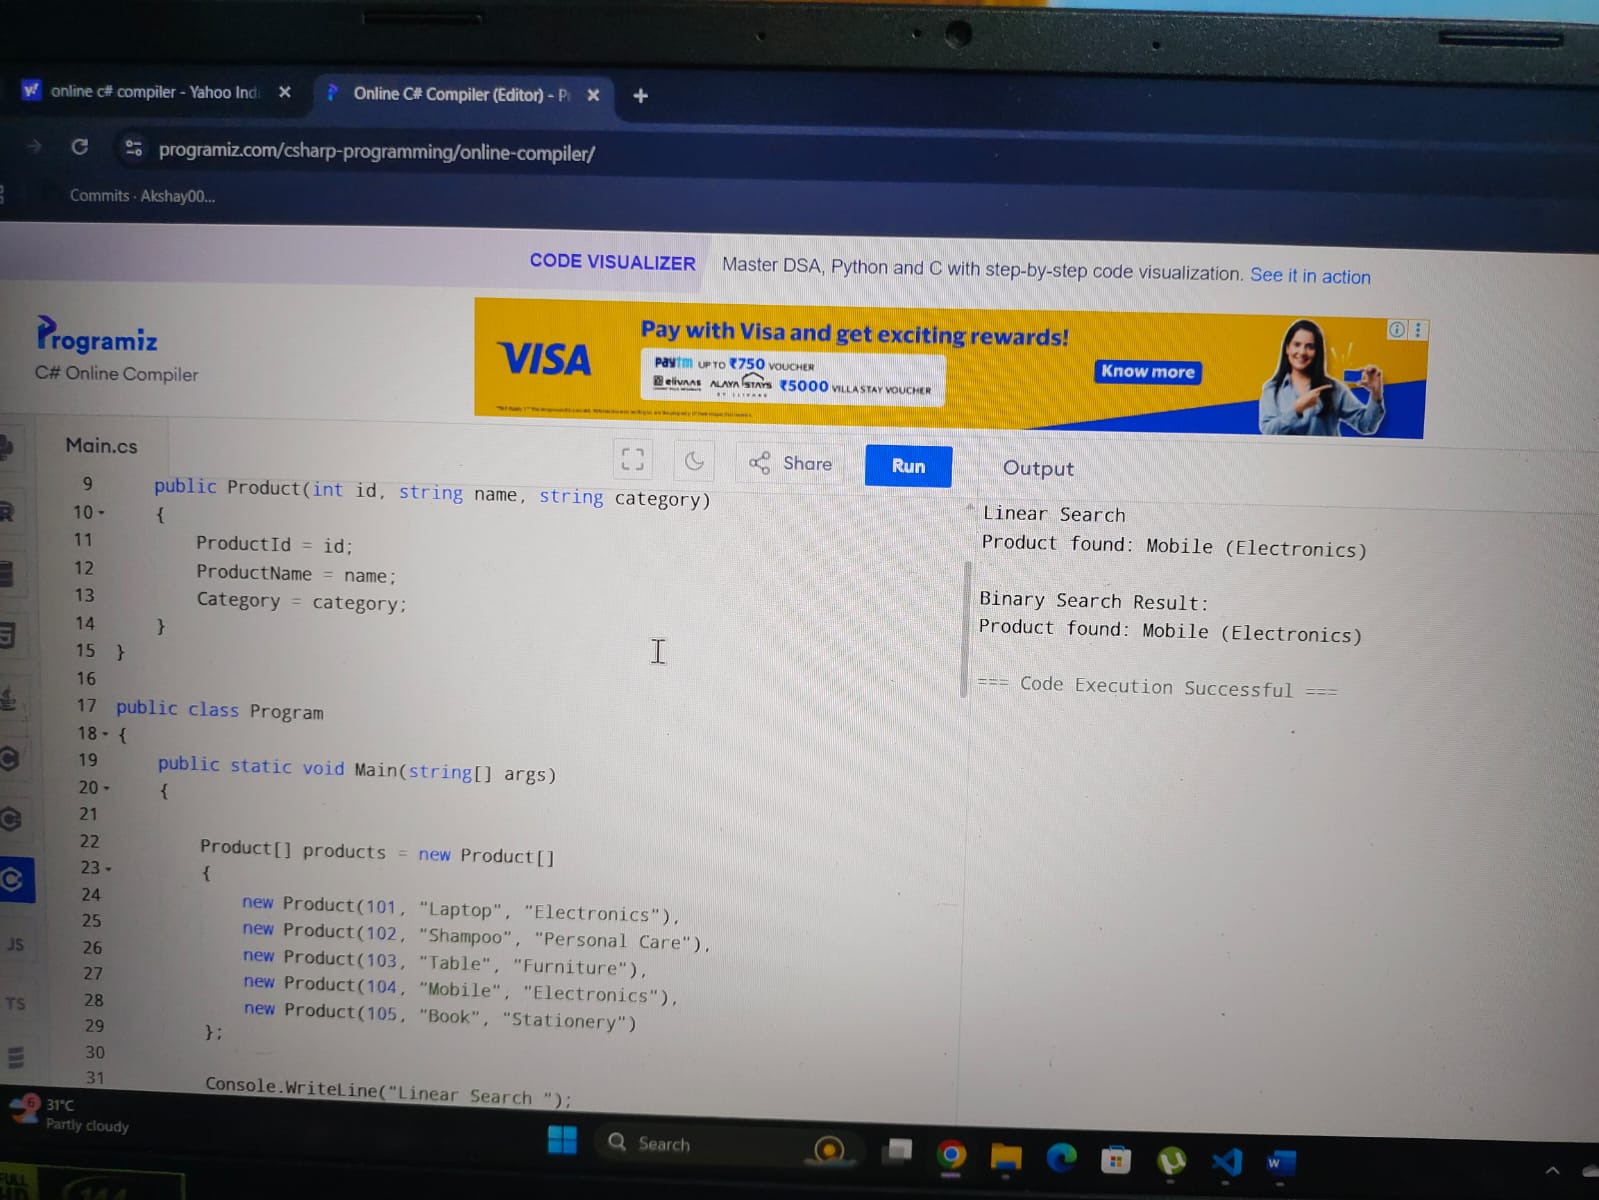 online c# compiler - Yahoo Ind
Online C# Compiler (Editor) - P
programiz.com/csharp-programming/online-compiler/
Commits · Akshay00...
CODE VISUALIZER
Master DSA, Python and C with step-by-step code visualization. See it in action
Programiz
C# Online Compiler
VISA
Pay with Visa and get exciting rewards!
paytm UP TO ₹750 VOUCHER
elivaas ALAYA STAYS ₹5000 VILLA STAY VOUCHER
BY ELIVAAS
Know more
Main.cs
Share
Run
Output
9 public Product(int id, string name, string category)
10 {
11 ProductId = id;
12 ProductName = name;
13 Category = category;
14 }
15 }
16
17 public class Program
18 {
19 public static void Main(string[] args)
20 {
21
22 Product[] products = new Product[]
23 {
24 new Product(101, "Laptop", "Electronics"),
25 new Product(102, "Shampoo", "Personal Care"),
26 new Product(103, "Table", "Furniture"),
27 new Product(104, "Mobile", "Electronics"),
28 new Product(105, "Book", "Stationery")
29 };
30
31 Console.WriteLine("Linear Search ");
Linear Search
Product found: Mobile (Electronics)
Binary Search Result:
Product found: Mobile (Electronics)
=== Code Execution Successful ===
JS
TS
6
31°C
Partly cloudy
Search
FULL
HD